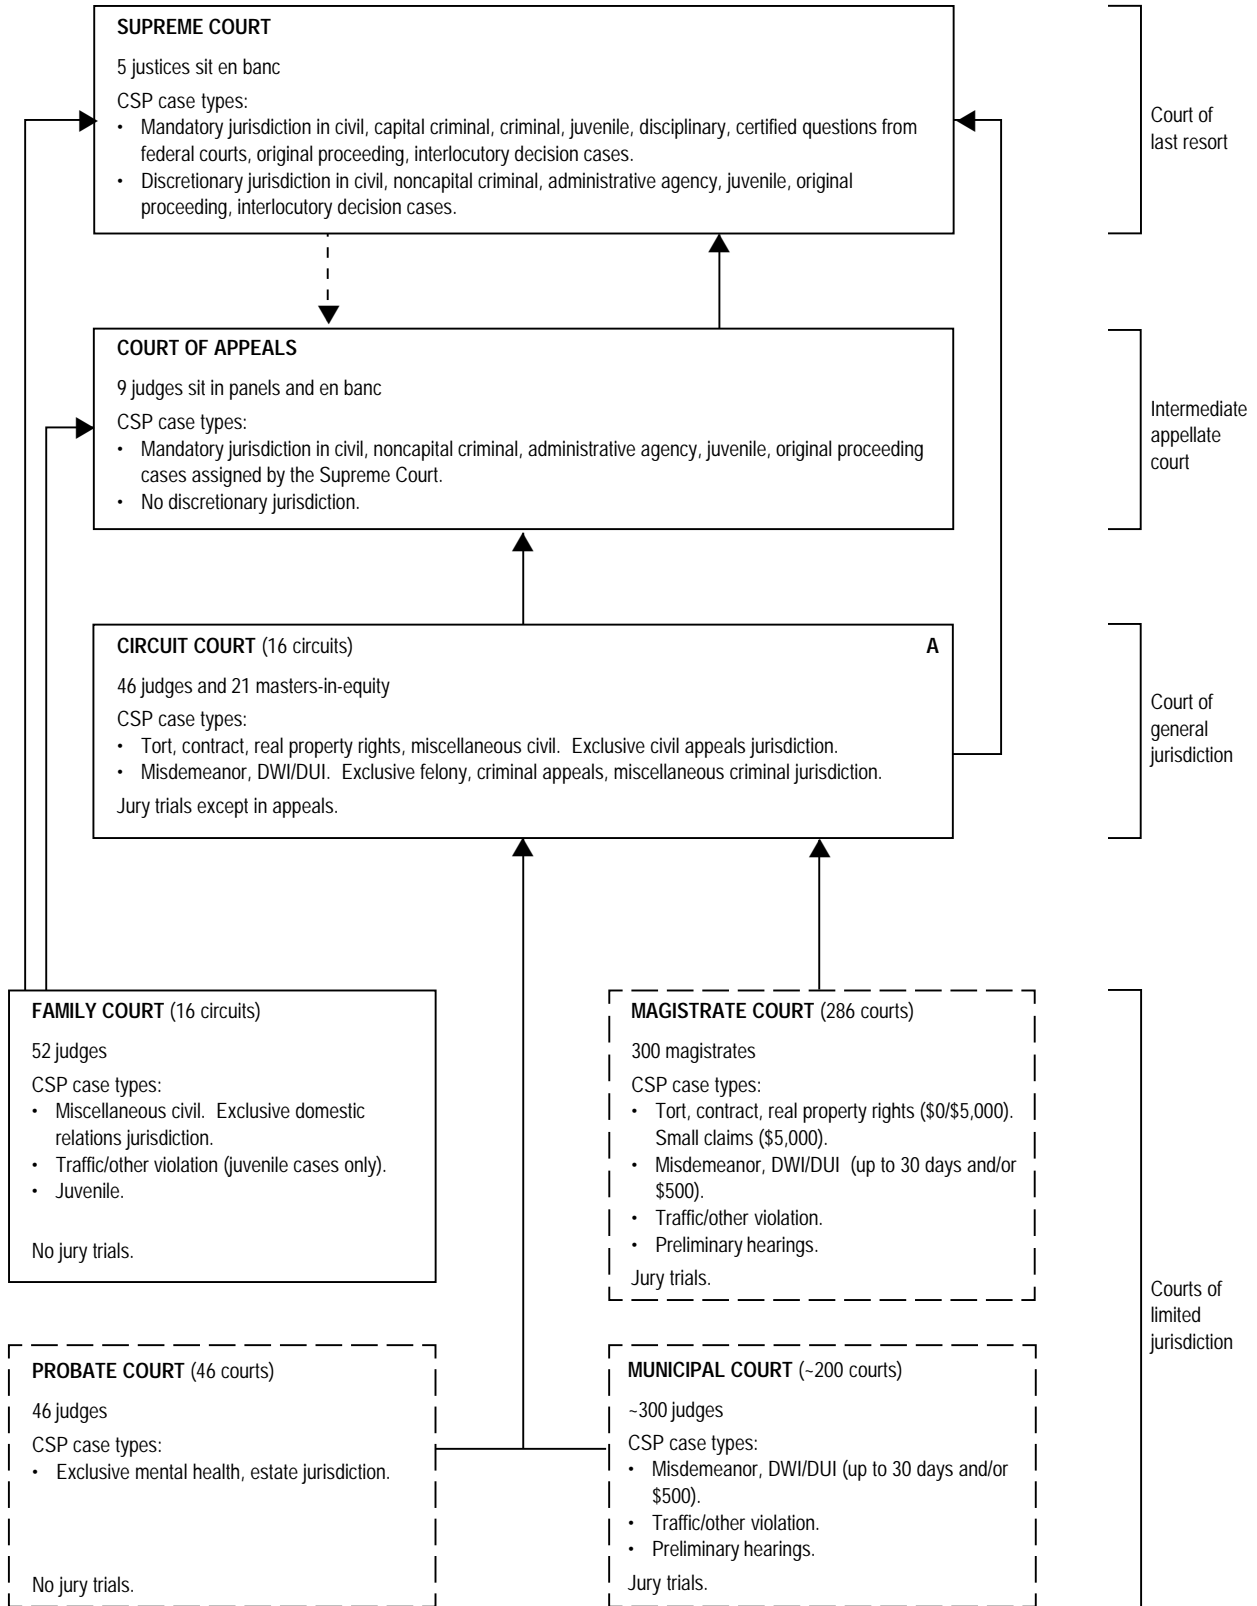 SUPREME COURT
5 justices sit en banc
CSP case types:
• Mandatory jurisdiction in civil, capital criminal, criminal, juvenile, disciplinary, certified questions from
federal courts, original proceeding, interlocutory decision cases.
• Discretionary jurisdiction in civil, noncapital criminal, administrative agency, juvenile, original
proceeding, interlocutory decision cases.
Court of
last resort
COURT OF APPEALS
9 judges sit in panels and en banc
CSP case types:
• Mandatory jurisdiction in civil, noncapital criminal, administrative agency, juvenile, original proceeding
cases assigned by the Supreme Court.
• No discretionary jurisdiction.
Intermediate
appellate
court
CIRCUIT COURT (16 circuits) A
46 judges and 21 masters-in-equity
CSP case types:
• Tort, contract, real property rights, miscellaneous civil. Exclusive civil appeals jurisdiction.
• Misdemeanor, DWI/DUI. Exclusive felony, criminal appeals, miscellaneous criminal jurisdiction.
Jury trials except in appeals.
Court of
general
jurisdiction
FAMILY COURT (16 circuits)
52 judges
CSP case types:
• Miscellaneous civil. Exclusive domestic
relations jurisdiction.
• Traffic/other violation (juvenile cases only).
• Juvenile.
No jury trials.
MAGISTRATE COURT (286 courts)
300 magistrates
CSP case types:
• Tort, contract, real property rights ($0/$5,000).
Small claims ($5,000).
• Misdemeanor, DWI/DUI (up to 30 days and/or
$500).
• Traffic/other violation.
• Preliminary hearings.
Jury trials.
Courts of
limited
jurisdiction
PROBATE COURT (46 courts)
46 judges
CSP case types:
• Exclusive mental health, estate jurisdiction.
No jury trials.
MUNICIPAL COURT (~200 courts)
~300 judges
CSP case types:
• Misdemeanor, DWI/DUI (up to 30 days and/or
$500).
• Traffic/other violation.
• Preliminary hearings.
Jury trials.